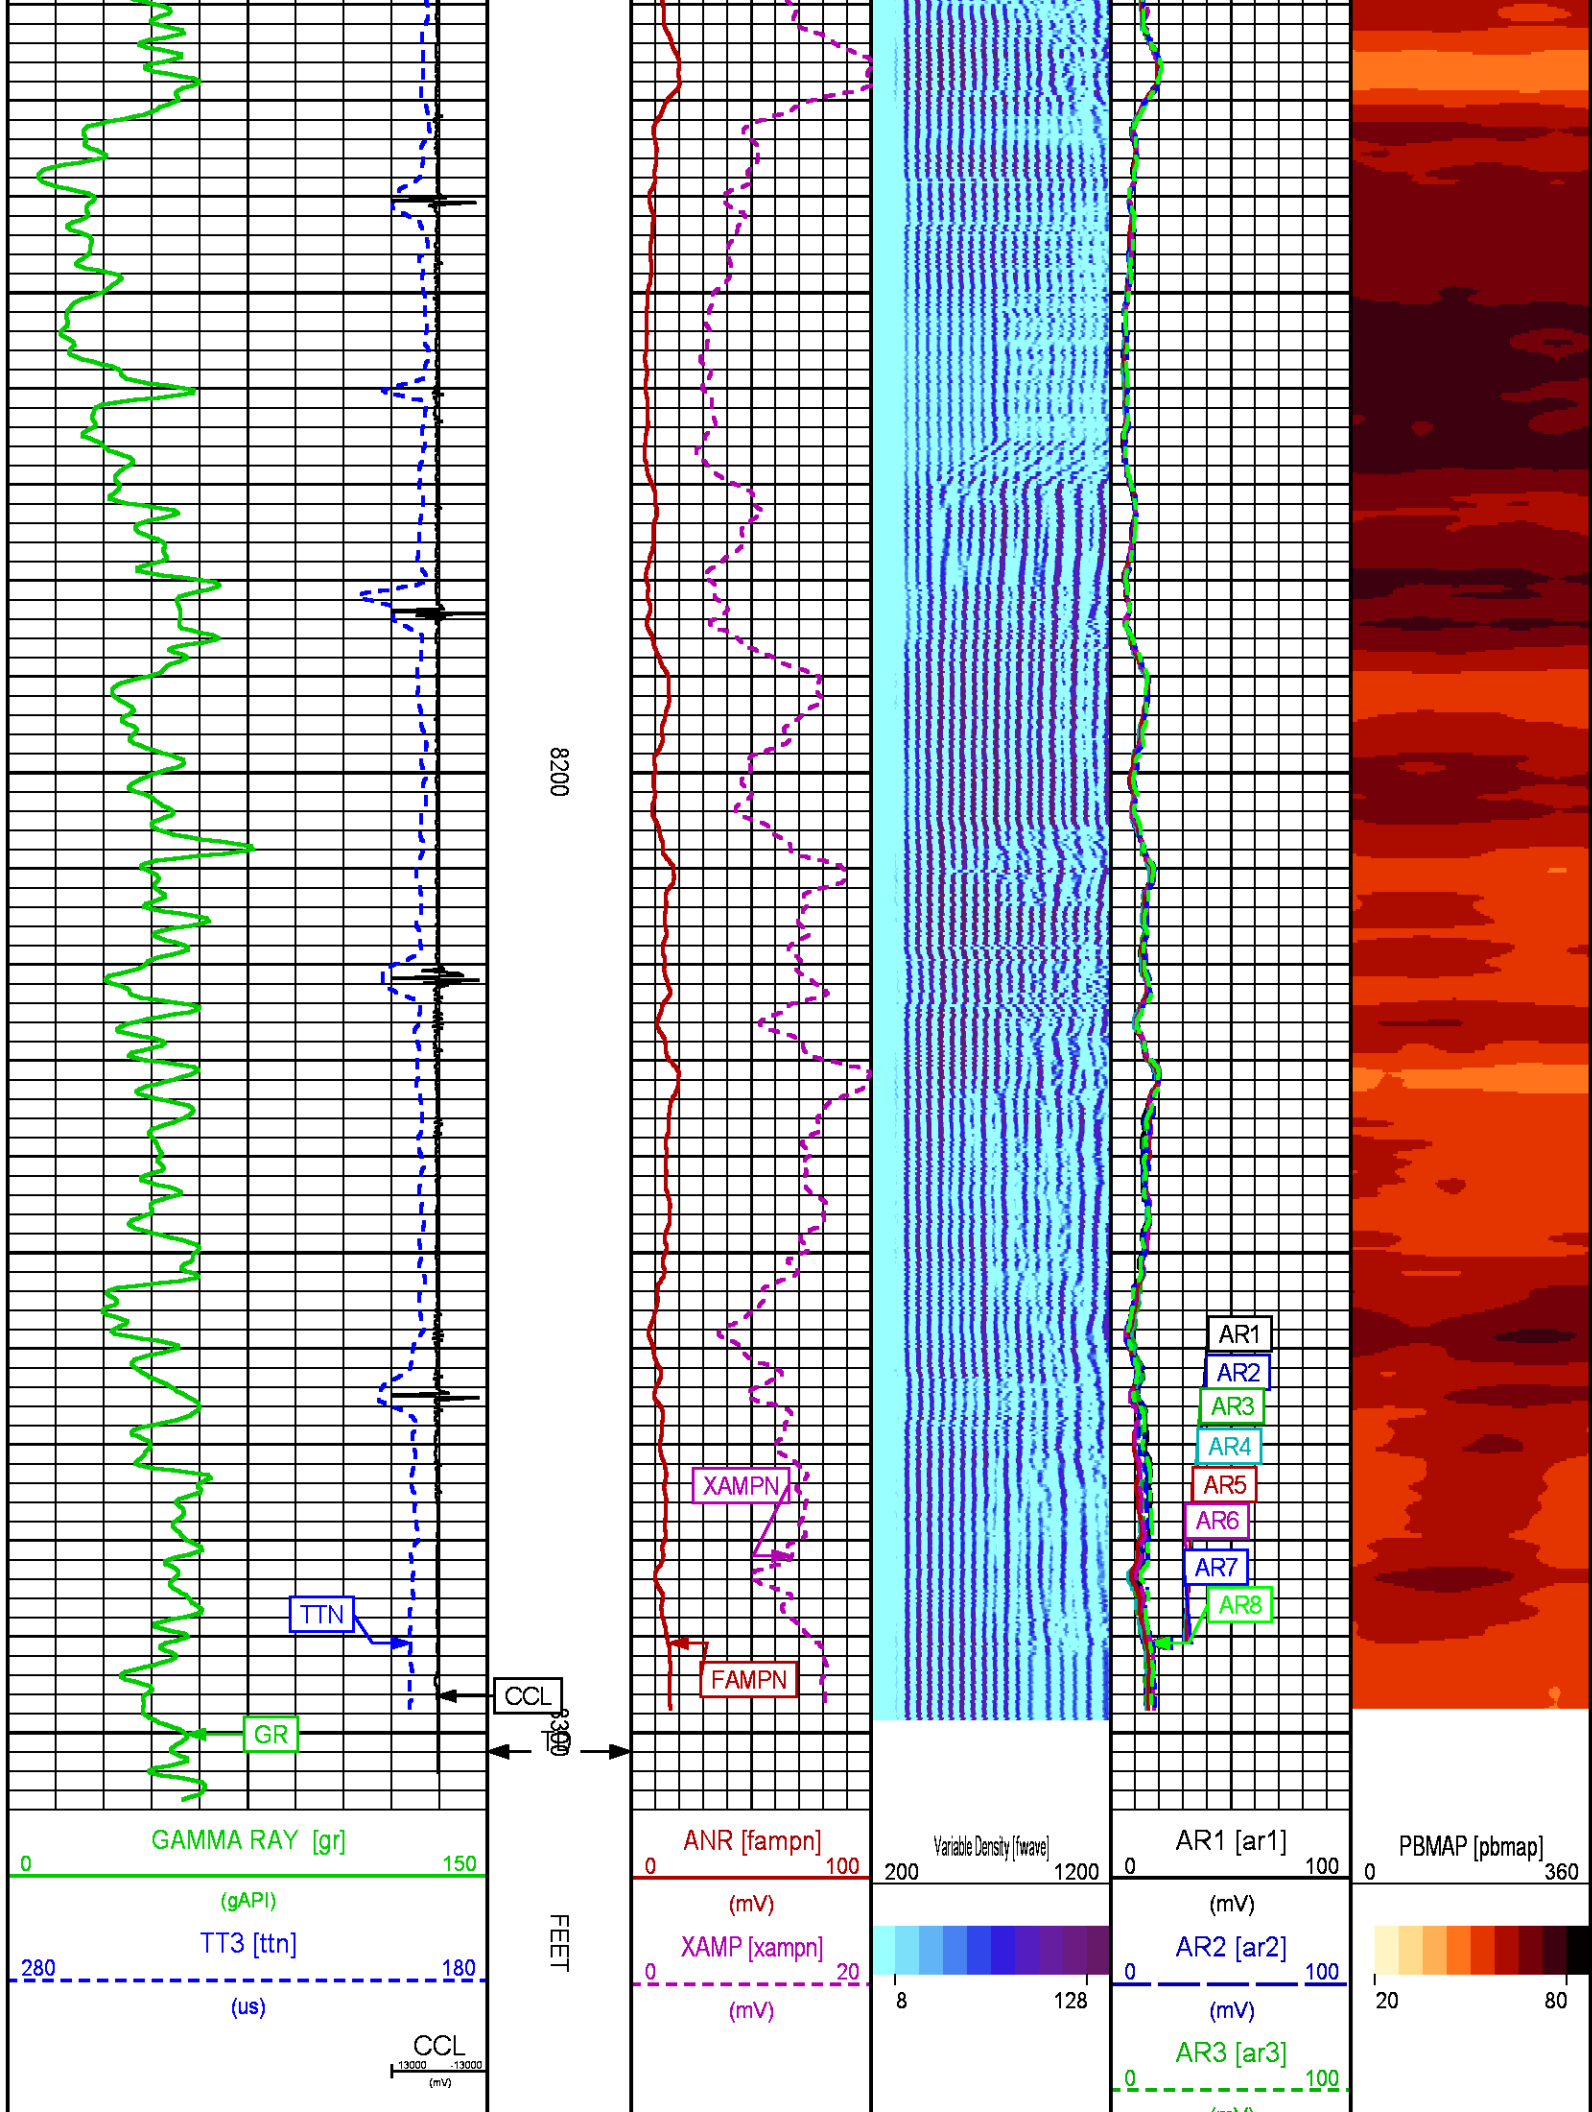 8200
AR1
AR2
AR3
AR4
XAMPN
AR5
AR6
AR7
TTN
AR8
FAMPN
CCL
GR
GAMMA RAY [gr]
0 150
(gAPI)
TT3 [ttn]
280 180
(us)
CCL
13000 -13000
(mV)
FEET
ANR [fampn]
0 100
(mV)
XAMP [xampn]
0 20
(mV)
Variable Density [fwave]
200 1200
8 128
AR1 [ar1]
0 100
(mV)
AR2 [ar2]
0 100
(mV)
AR3 [ar3]
0 100
(mV)
PBMAP [pbmap]
0 360
20 80